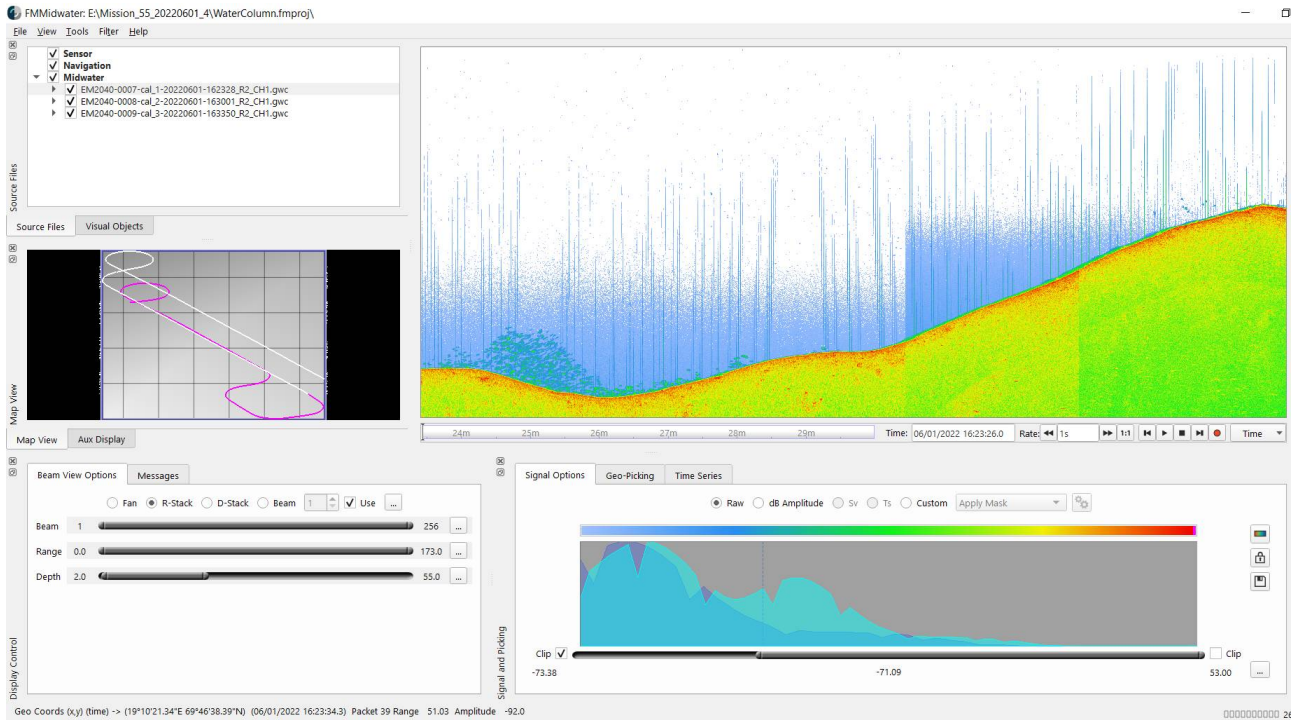 FMMidwater: E:\Mission_55_20220601_4\WaterColumn.fmproj\
File View Tools Filter Help
Sensor
Navigation
Midwater
EM2040-0007-cal_1-20220601-162328_R2_CH1.gwc
EM2040-0008-cal_2-20220601-163001_R2_CH1.gwc
EM2040-0009-cal_3-20220601-163350_R2_CH1.gwc
Source Files
Source Files Visual Objects
Map View
Map View Aux Display
24m 25m 26m 27m 28m 29m
Time: 06/01/2022 16:23:26.0 Rate: 1s 1:1 Time
Beam View Options Messages
Fan R-Stack D-Stack Beam 1 Use ...
Beam 1 256 ...
Range 0.0 173.0 ...
Depth 2.0 55.0 ...
Display Control
Signal Options Geo-Picking Time Series
Raw dB Amplitude Sv Ts Custom Apply Mask
Clip Clip
-73.38 -71.09 53.00 ...
Signal and Picking
Geo Coords (x,y) (time) -> (19°10'21.34"E 69°46'38.39"N) (06/01/2022 16:23:34.3) Packet 39 Range 51.03 Amplitude -92.0